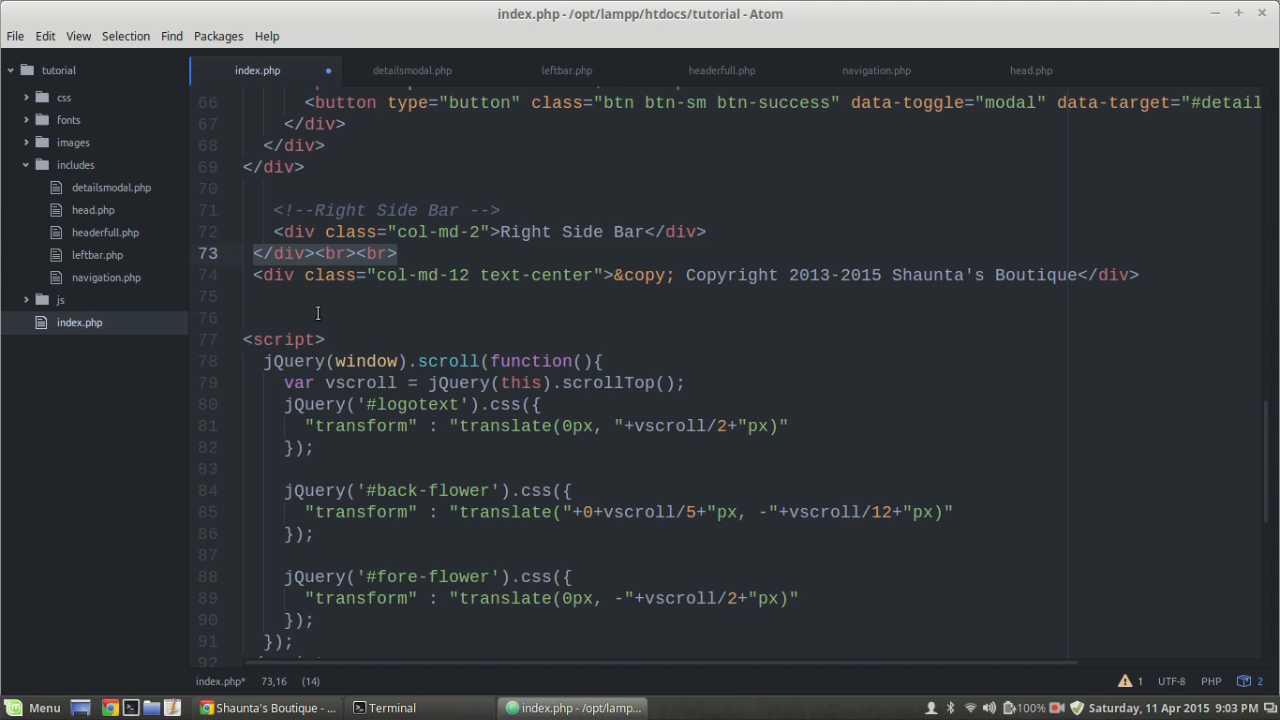 index.php - /opt/lampp/htdocs/tutorial - Atom
File Edit View Selection Find Packages Help
tutorial
css
fonts
images
includes
detailsmodal.php
head.php
headerfull.php
leftbar.php
navigation.php
js
index.php
index.php detailsmodal.php leftbar.php headerfull.php navigation.php head.php
66 <button type="button" class="btn btn-sm btn-success" data-toggle="modal" data-target="#detail
67 </div>
68 </div>
69 </div>
70
71 <!--Right Side Bar -->
72 <div class="col-md-2">Right Side Bar</div>
73 </div><br><br>
74 <div class="col-md-12 text-center">&copy; Copyright 2013-2015 Shaunta's Boutique</div>
75
76
77 <script>
78 jQuery(window).scroll(function(){
79 var vscroll = jQuery(this).scrollTop();
80 jQuery('#logotext').css({
81 "transform" : "translate(0px, "+vscroll/2+"px)"
82 });
83
84 jQuery('#back-flower').css({
85 "transform" : "translate("+0+vscroll/5+"px, -"+vscroll/12+"px)"
86 });
87
88 jQuery('#fore-flower').css({
89 "transform" : "translate(0px, -"+vscroll/2+"px)"
90 });
91 });
92
index.php* 73,16 (14) 1 UTF-8 PHP 2
Menu Shaunta's Boutique - ... Terminal index.php - /opt/lamp... 100% Saturday, 11 Apr 2015 9:03 PM